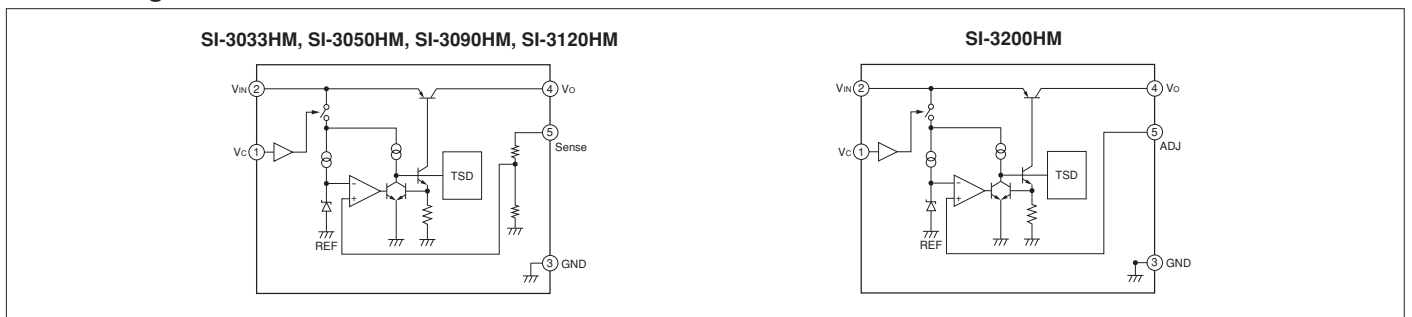 SI-3033HM, SI-3050HM, SI-3090HM, SI-3120HM
VIN 2
4 VO
5
Sense
VC 1
TSD
−
+
REF
3 GND
SI-3200HM
VIN 2
4 VO
5
ADJ
VC 1
TSD
−
+
REF
3 GND